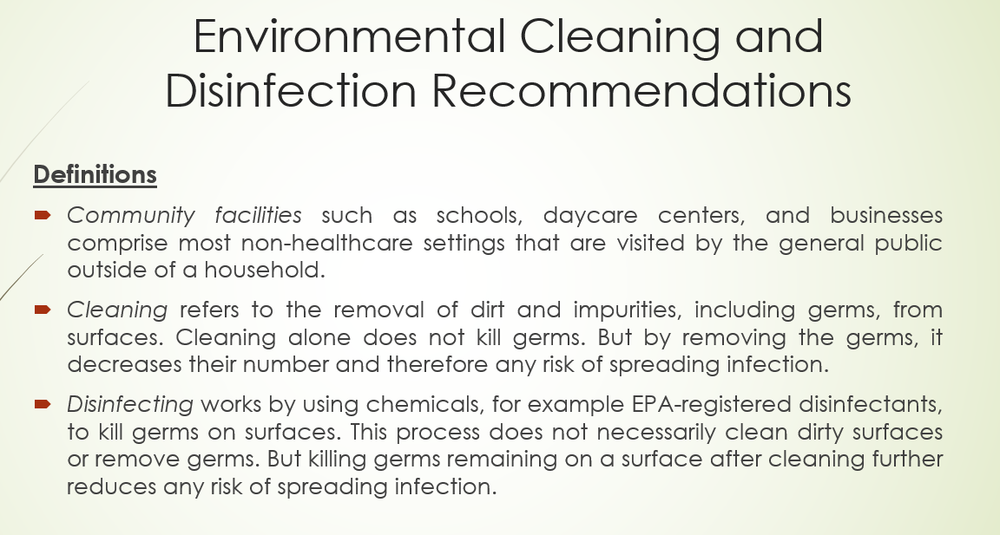 Environmental Cleaning and
Disinfection Recommendations
Definitions
Community facilities such as schools, daycare centers, and businesses
comprise most non-healthcare settings that are visited by the general public
outside of a household.
Cleaning refers to the removal of dirt and impurities, including germs, from
surfaces. Cleaning alone does not kill germs. But by removing the germs, it
decreases their number and therefore any risk of spreading infection.
Disinfecting works by using chemicals, for example EPA-registered disinfectants,
to kill germs on surfaces. This process does not necessarily clean dirty surfaces
or remove germs. But killing germs remaining on a surface after cleaning further
reduces any risk of spreading infection.